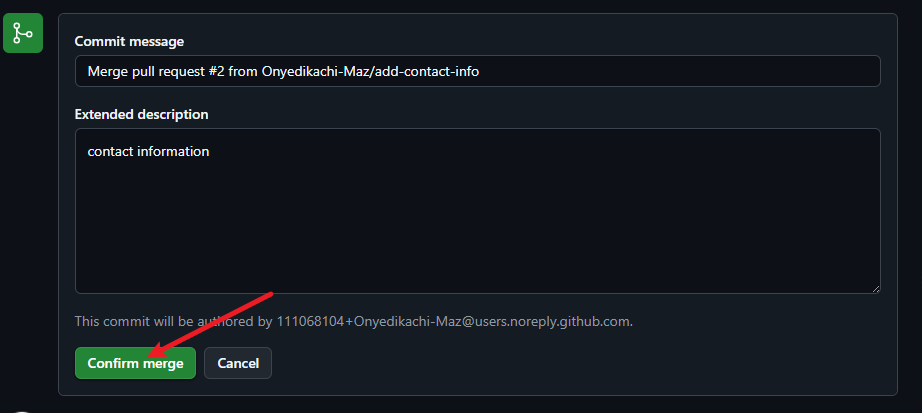 Commit message
Merge pull request #2 from Onyedikachi-Maz/add-contact-info
Extended description
contact information
This commit will be authored by 111068104+Onyedikachi-Maz@users.noreply.github.com.
Confirm merge
Cancel